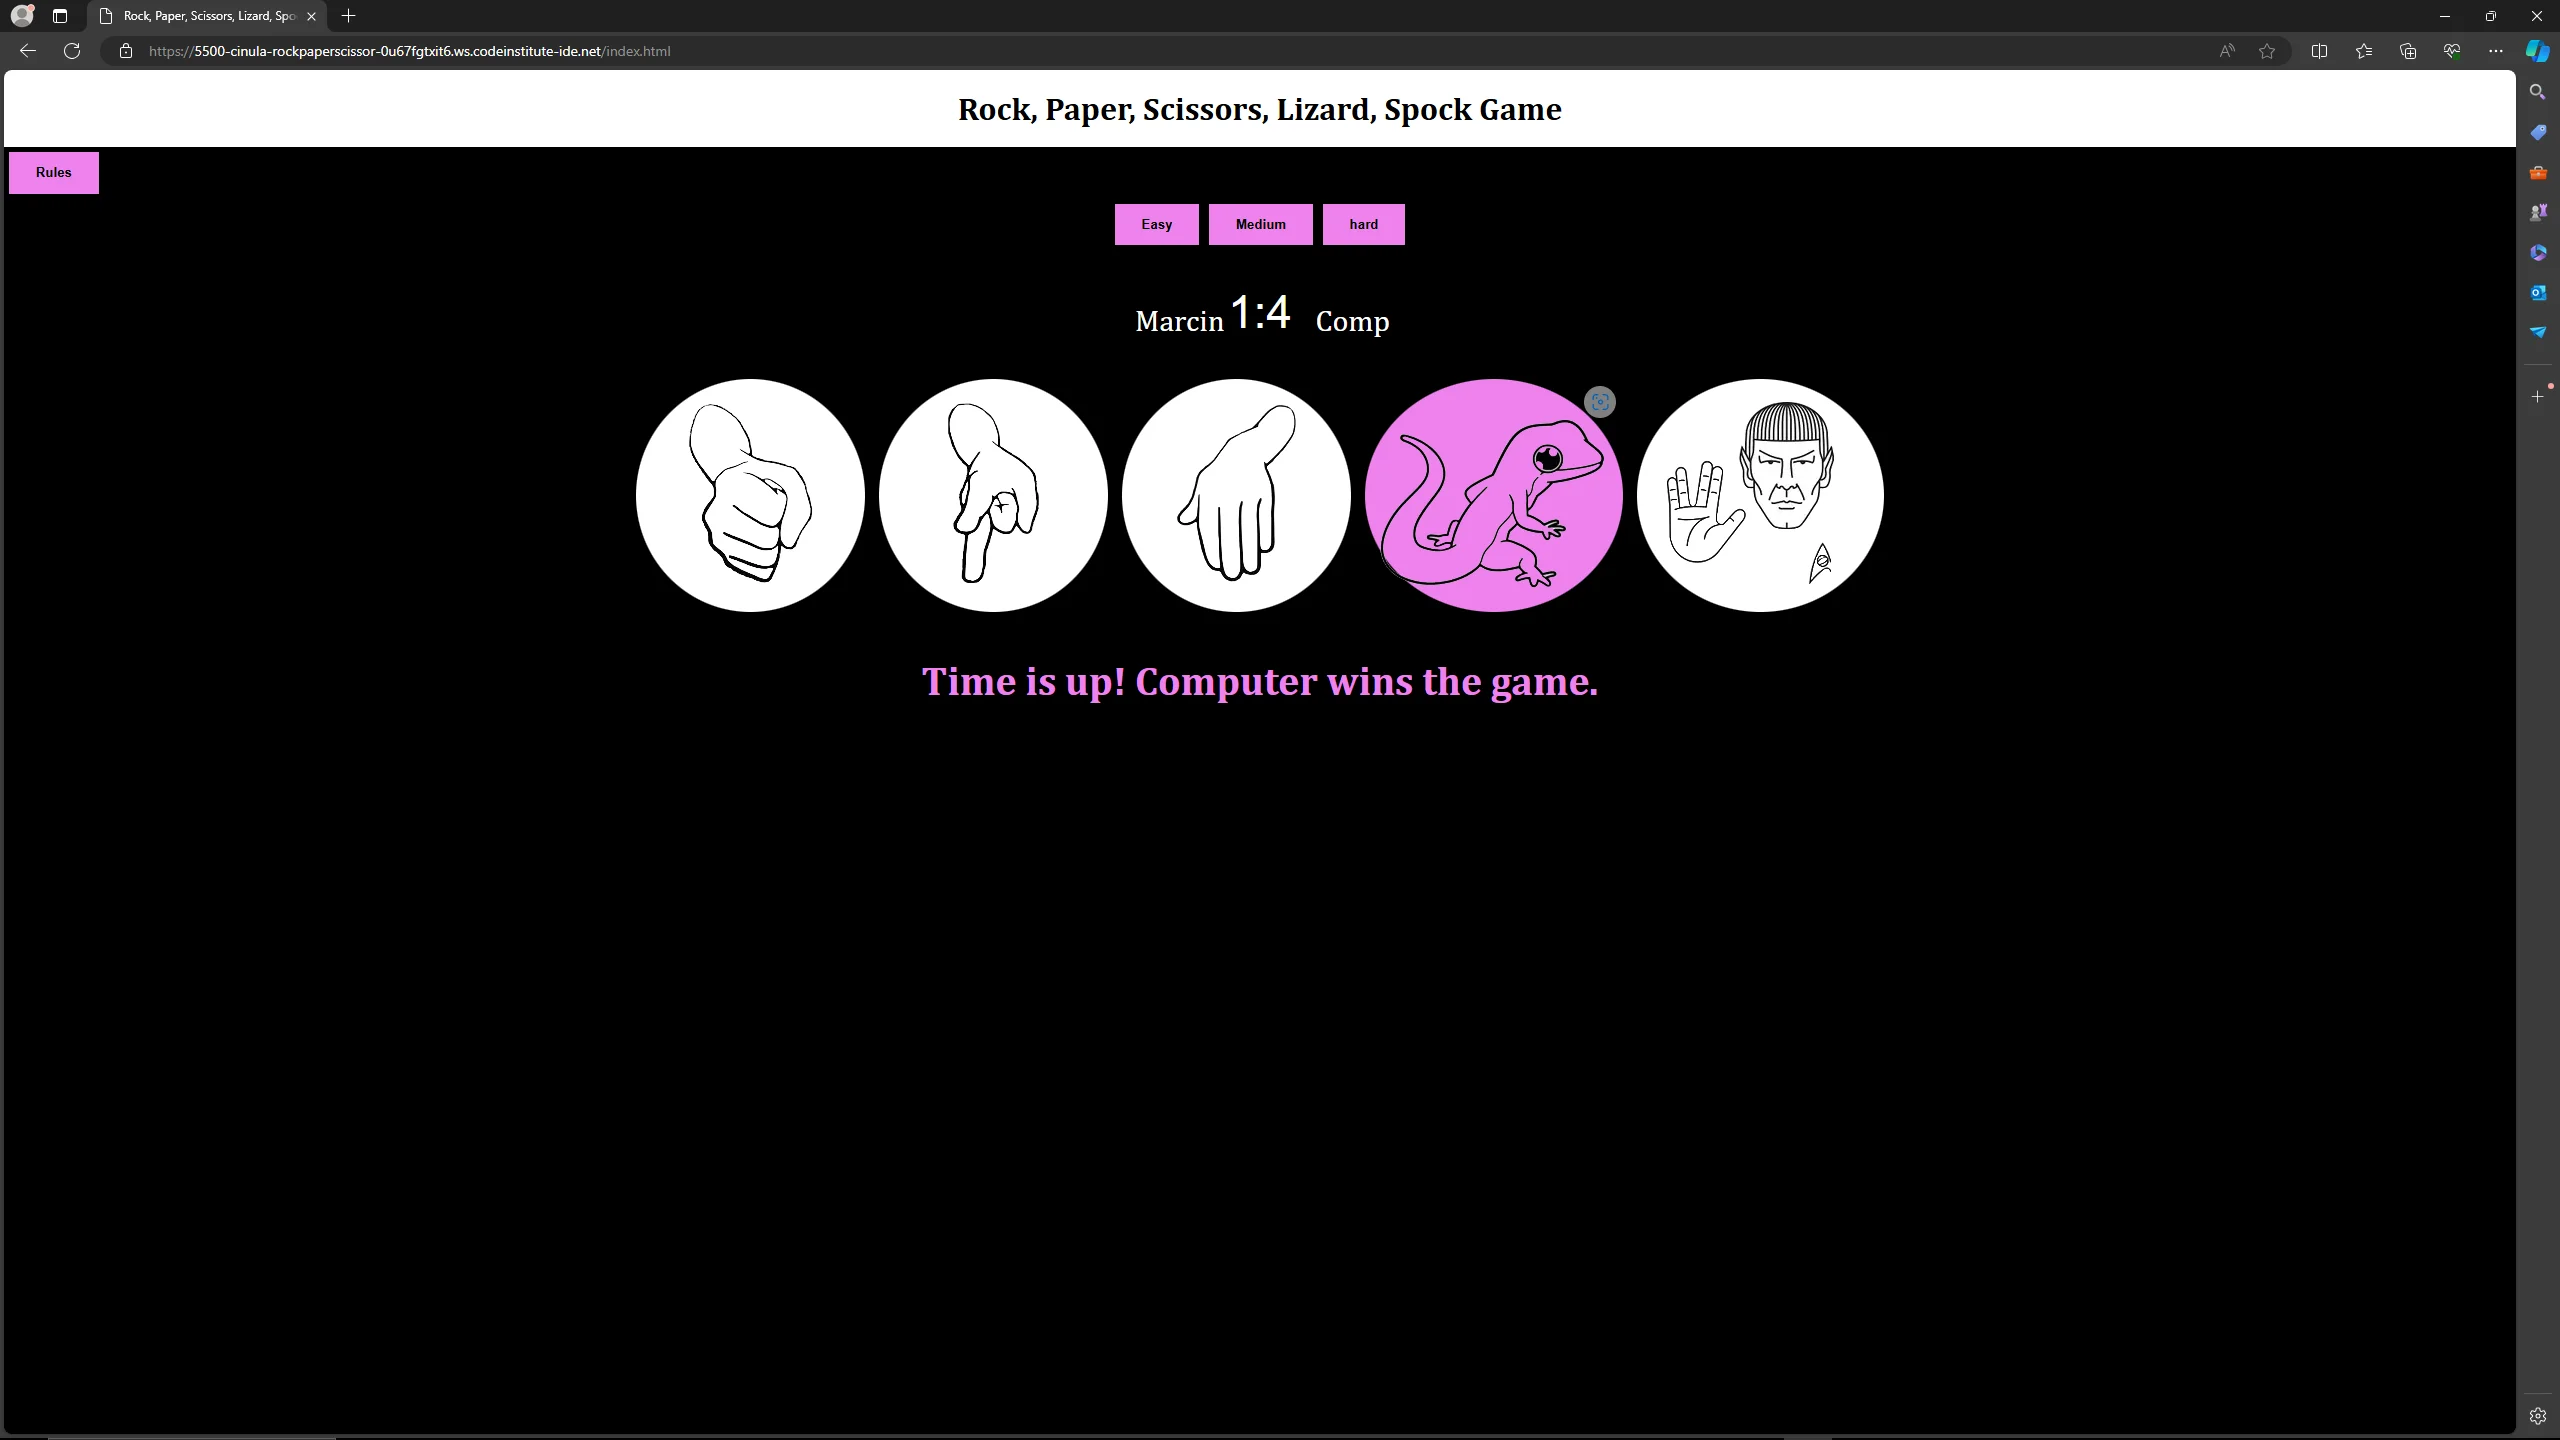 Rock, Paper, Scissors, Lizard, Spo
https://5500-cinula-rockpaperscissor-0u67fgtxit6.ws.codeinstitute-ide.net/index.html
Rock, Paper, Scissors, Lizard, Spock Game
Rules
Easy Medium hard
Marcin 1:4 Comp
Time is up! Computer wins the game.